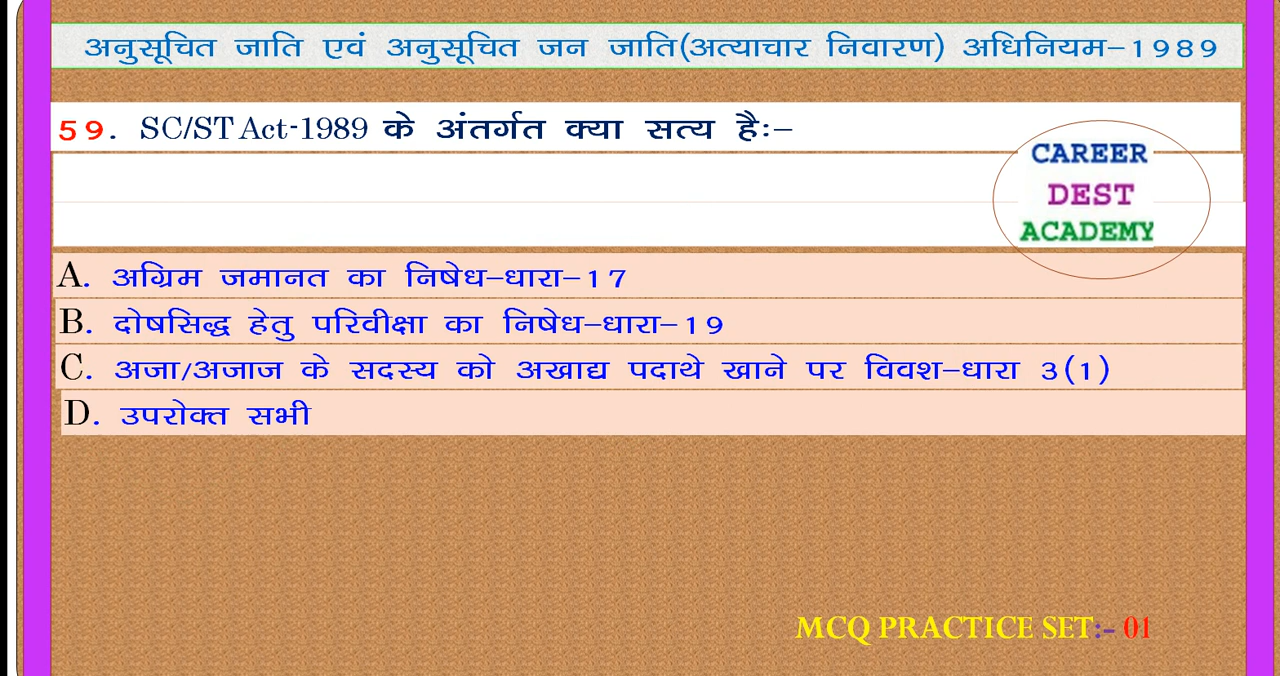 अनुसूचित जाति एवं अनुसूचित जन जाति(अत्याचार निवारण) अधिनियम-1989
59. SC/ST Act-1989 के अंतर्गत क्या सत्य हैः-
CAREER
DEST
ACADEMY
A. अग्रिम जमानत का निषेध-धारा-17
B. दोषसिद्ध हेतु परिवीक्षा का निषेध-धारा-19
C. अजा/अजाज के सदस्य को अखाद्य पदाथे खाने पर विवश-धारा 3(1)
D. उपरोक्त सभी
MCQ PRACTICE SET:- 01